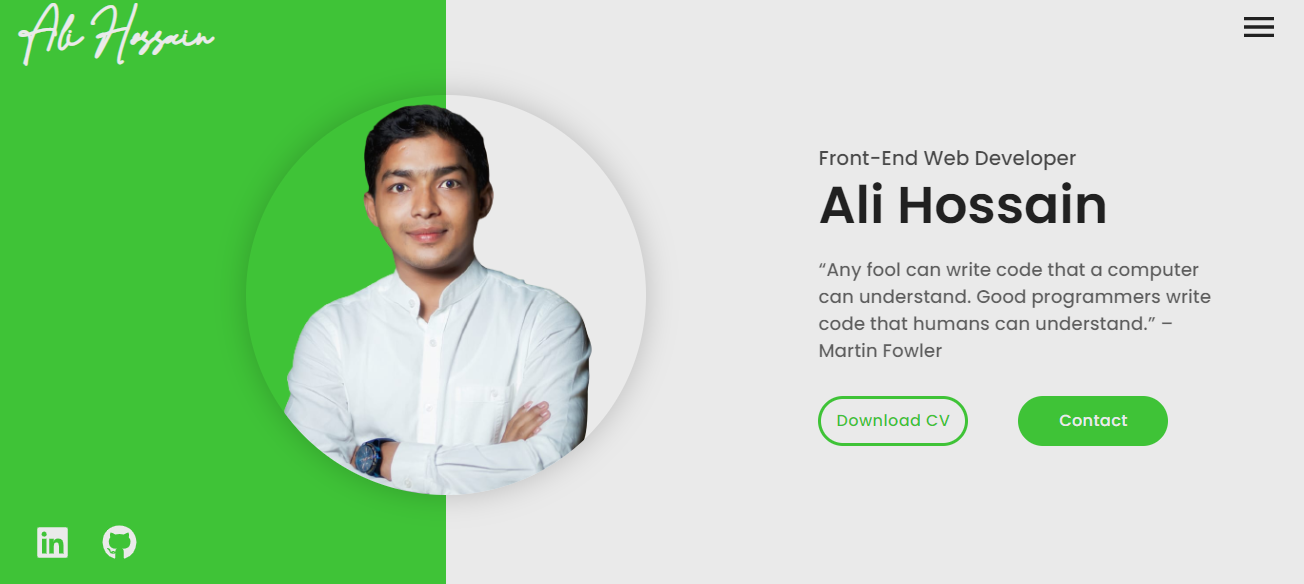 Ali Hossain
Front-End Web Developer
Ali Hossain
“Any fool can write code that a computer
can understand. Good programmers write
code that humans can understand.” –
Martin Fowler
Download CV
Contact
in